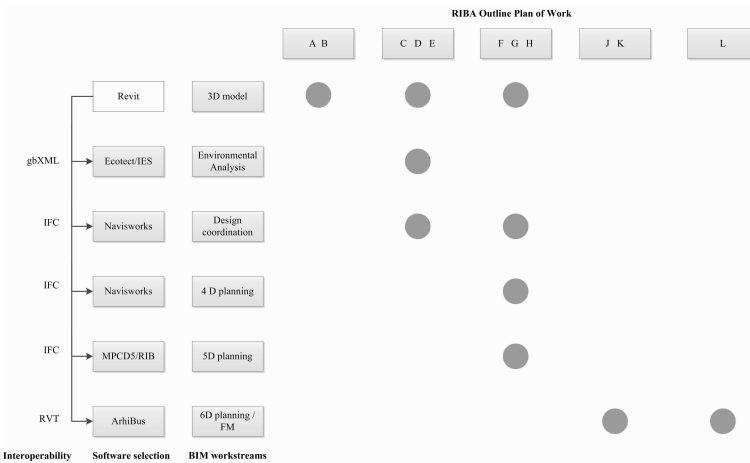 RIBA Outline Plan of Work
A B
C D E
F G H
J K
L
Revit
3D model
gbXML
Ecotect/IES
Environmental
Analysis
IFC
Navisworks
Design
coordination
IFC
Navisworks
4 D planning
IFC
MPCD5/RIB
5D planning
RVT
ArhiBus
6D planning /
FM
Interoperability
Software selection
BIM workstreams